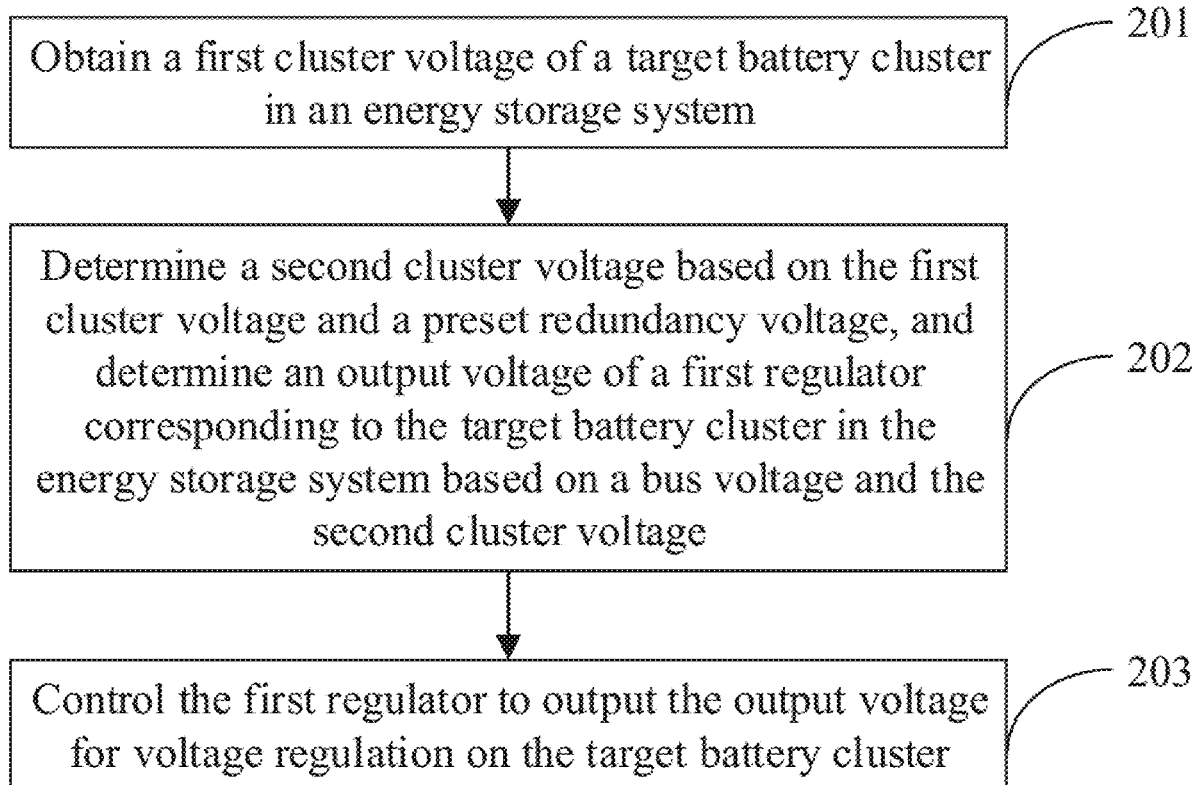 201
Obtain a first cluster voltage of a target battery cluster
in an energy storage system
Determine a second cluster voltage based on the first
cluster voltage and a preset redundancy voltage, and
determine an output voltage of a first regulator
corresponding to the target battery cluster in the
energy storage system based on a bus voltage and the
second cluster voltage
202
Control the first regulator to output the output voltage
for voltage regulation on the target battery cluster
203